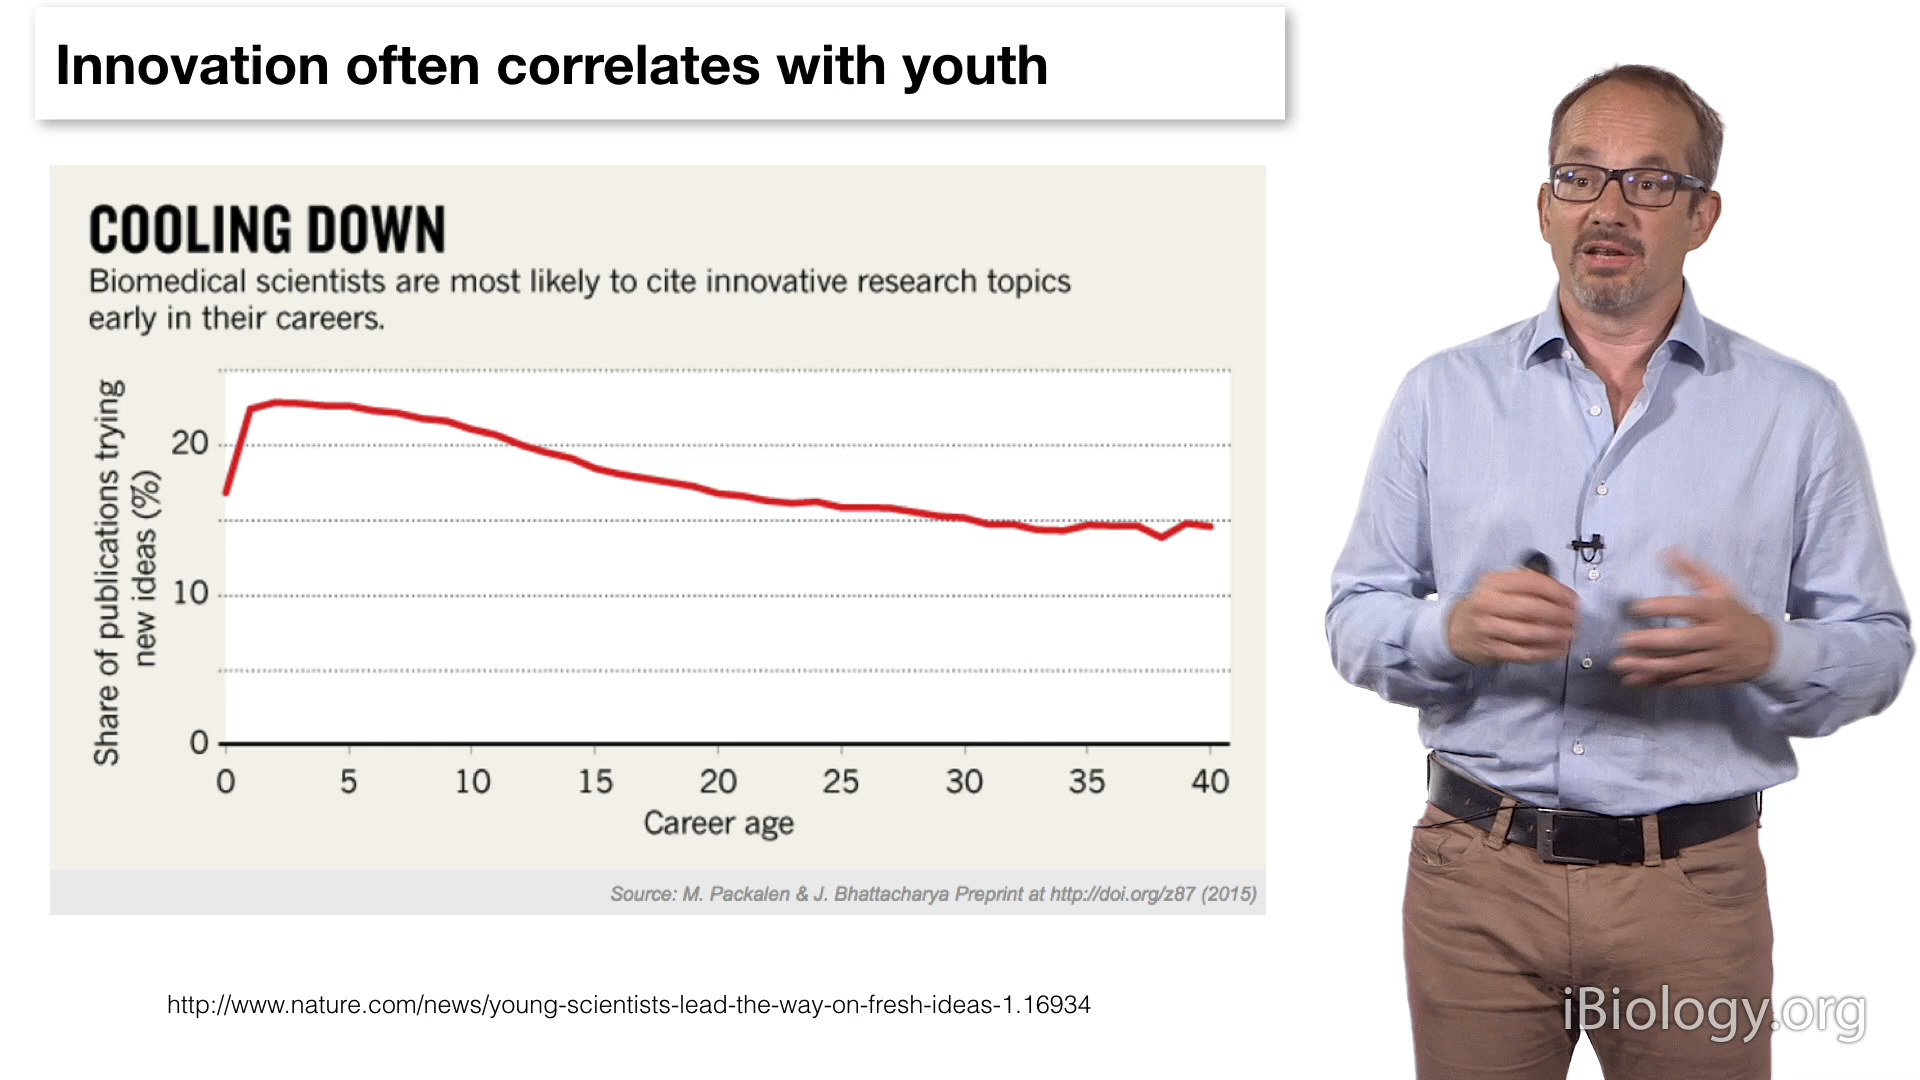 Innovation often correlates with youth
COOLING DOWN
Biomedical scientists are most likely to cite innovative research topics
early in their careers.
Share of publications trying
new ideas (%)
20
10
0
0 5 10 15 20 25 30 35 40
Career age
Source: M. Packalen & J. Bhattacharya Preprint at http://doi.org/z87 (2015)
http://www.nature.com/news/young-scientists-lead-the-way-on-fresh-ideas-1.16934
iBiology.org